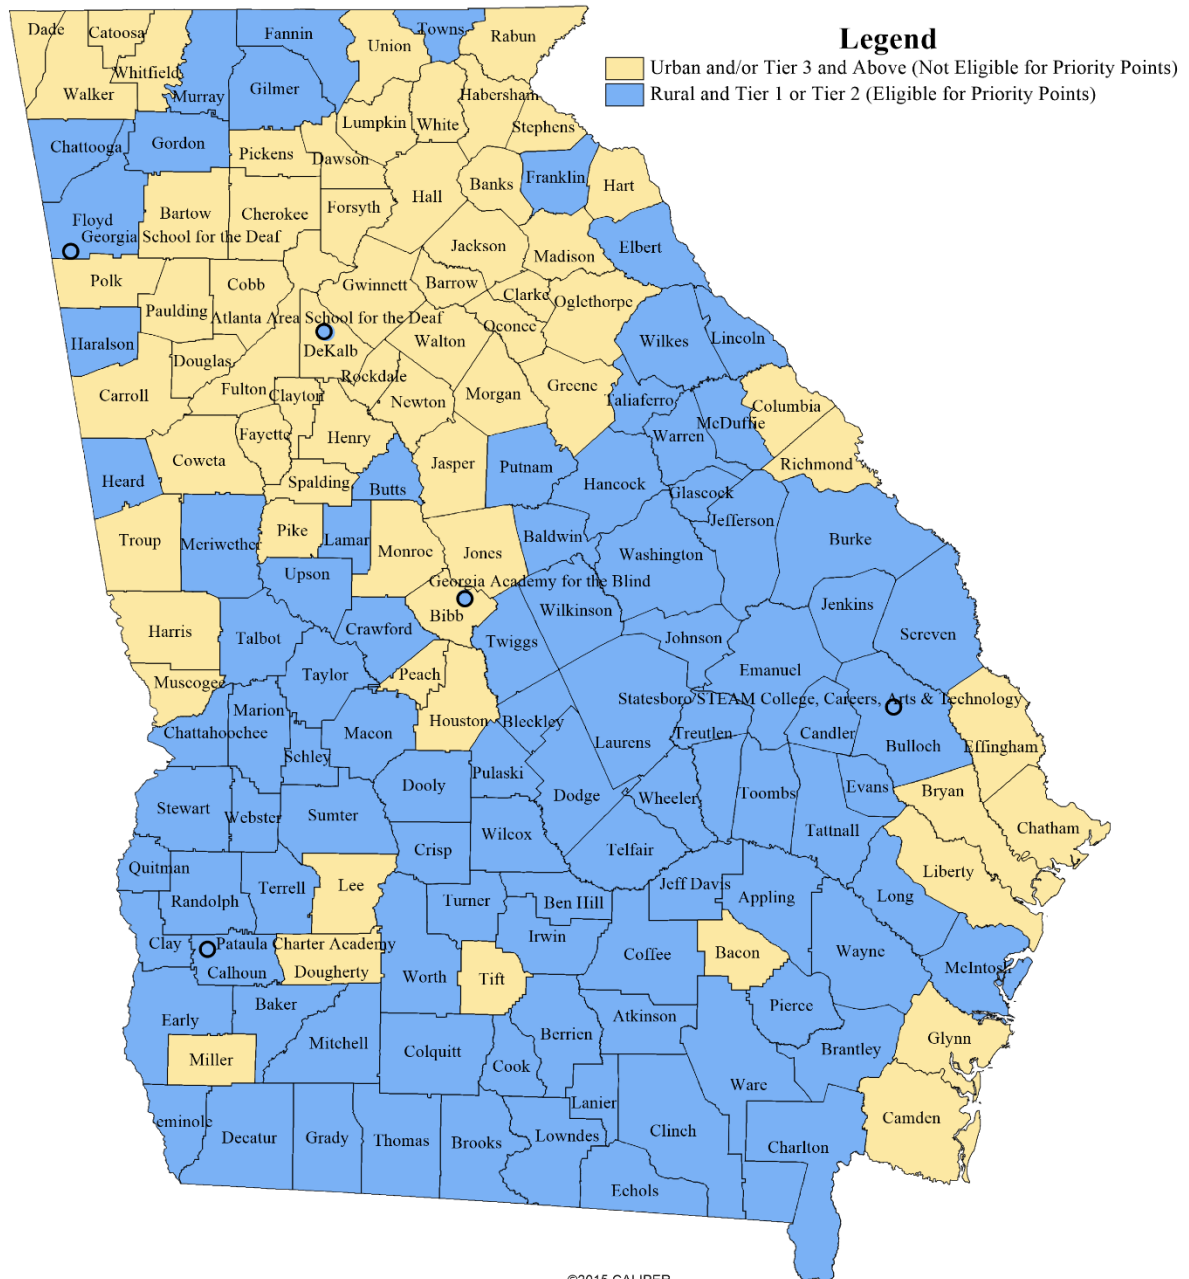 Legend
Urban and/or Tier 3 and Above (Not Eligible for Priority Points)
Rural and Tier 1 or Tier 2 (Eligible for Priority Points)
Dade
Catoosa
Fannin
Towns
Union
Rabun
Whitfield
Walker
Murray
Gilmer
Habersham
Lumpkin
White
Stephens
Chattooga
Gordon
Pickens
Dawson
Banks
Franklin
Hart
Hall
Floyd
Bartow
Cherokee
Forsyth
Georgia School for the Deaf
Jackson
Madison
Elbert
Polk
Cobb
Gwinnett
Barrow
Clarke
Oglethorpe
Paulding
Atlanta Area School for the Deaf
Oconee
Haralson
Douglas
DeKalb
Walton
Wilkes
Lincoln
Rockdale
Carroll
Fulton
Clayton
Newton
Morgan
Greene
Taliaferro
Columbia
McDuffie
Fayette
Henry
Warren
Coweta
Jasper
Putnam
Richmond
Heard
Spalding
Butts
Hancock
Glascock
Jefferson
Troup
Meriwether
Pike
Lamar
Monroe
Jones
Baldwin
Washington
Burke
Upson
Georgia Academy for the Blind
Bibb
Wilkinson
Jenkins
Harris
Talbot
Crawford
Twiggs
Johnson
Screven
Taylor
Peach
Emanuel
Muscogee
Statesboro/STEAM College, Careers, Arts & Technology
Marion
Houston
Bleckley
Chattahoochee
Macon
Laurens
Treutlen
Candler
Bulloch
Effingham
Schley
Dooly
Pulaski
Dodge
Wheeler
Toombs
Evans
Bryan
Stewart
Webster
Sumter
Wilcox
Tattnall
Chatham
Crisp
Telfair
Quitman
Terrell
Lee
Jeff Davis
Appling
Long
Liberty
Randolph
Turner
Ben Hill
Clay
Pataula Charter Academy
Irwin
Coffee
Bacon
Wayne
McIntosh
Calhoun
Dougherty
Worth
Tift
Early
Baker
Atkinson
Pierce
Miller
Mitchell
Colquitt
Berrien
Cook
Brantley
Glynn
Ware
Lanier
eminole
Decatur
Grady
Thomas
Brooks
Lowndes
Clinch
Charlton
Camden
Echols
©2015 CALIPER